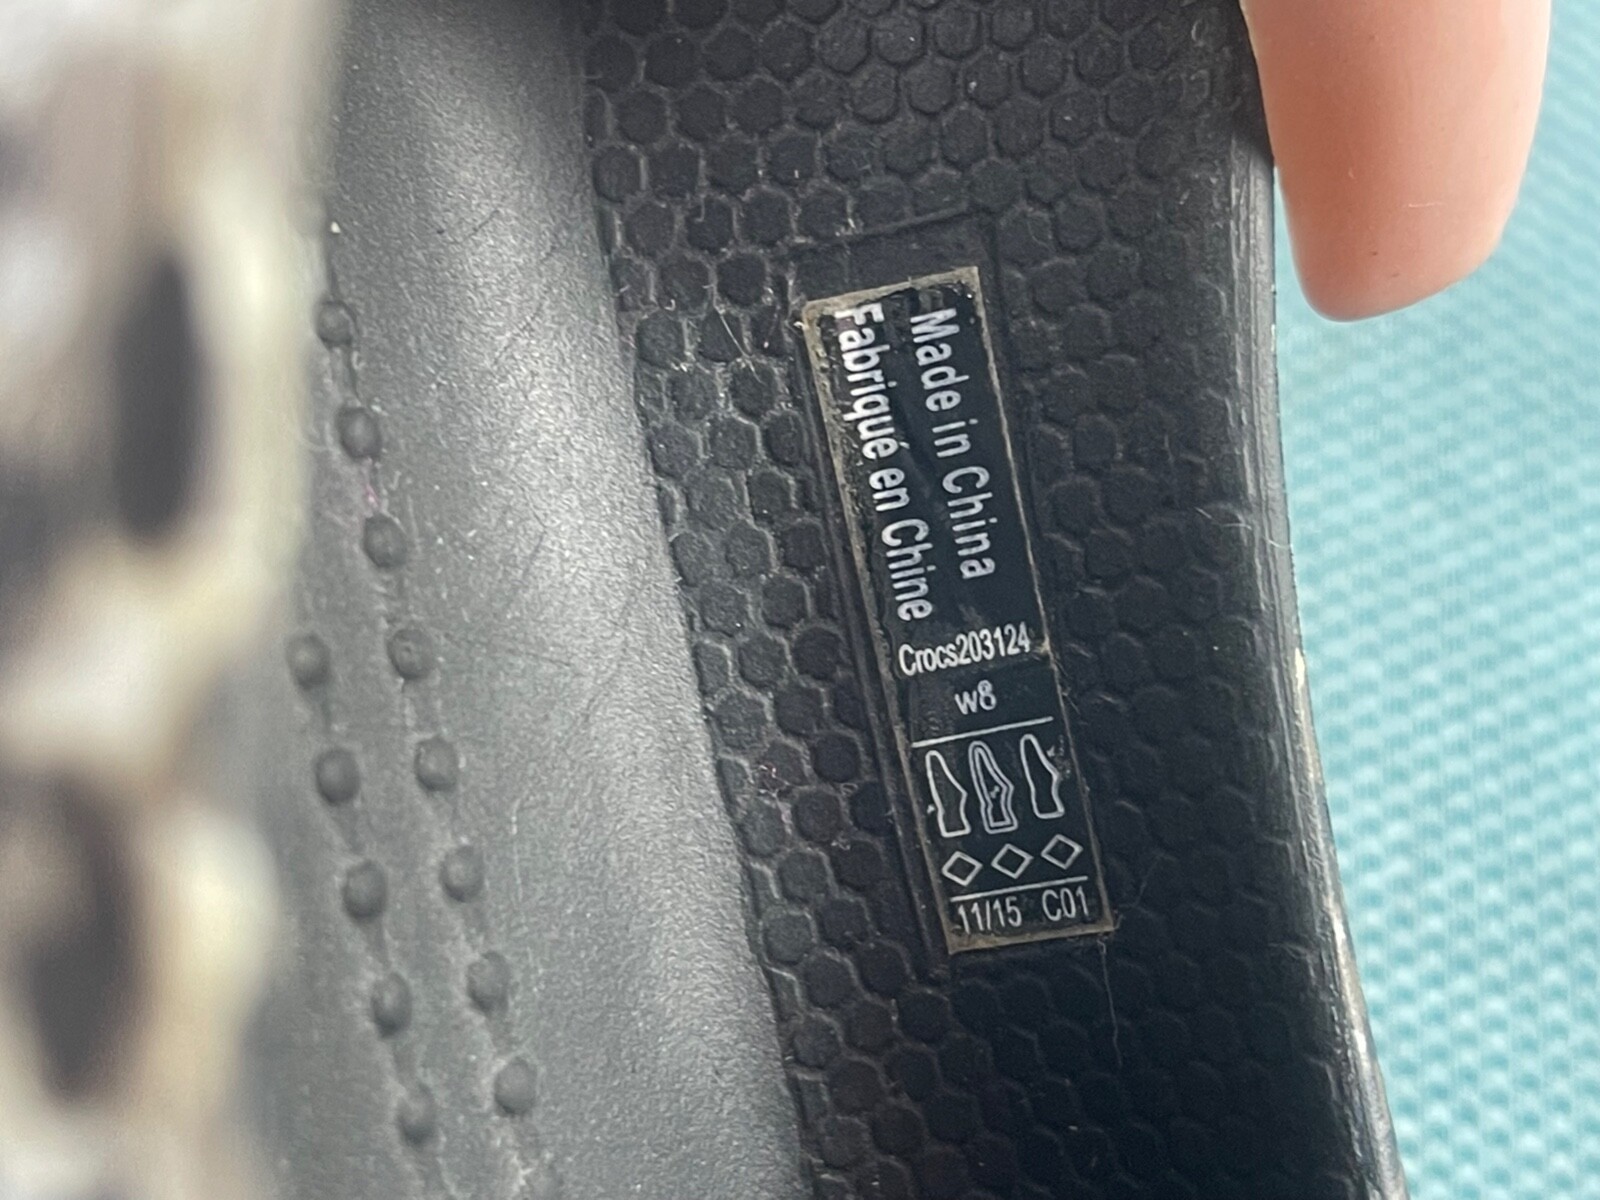 Made in China
Fabriqué en Chine
Crocs203124
w8
11/15 C01